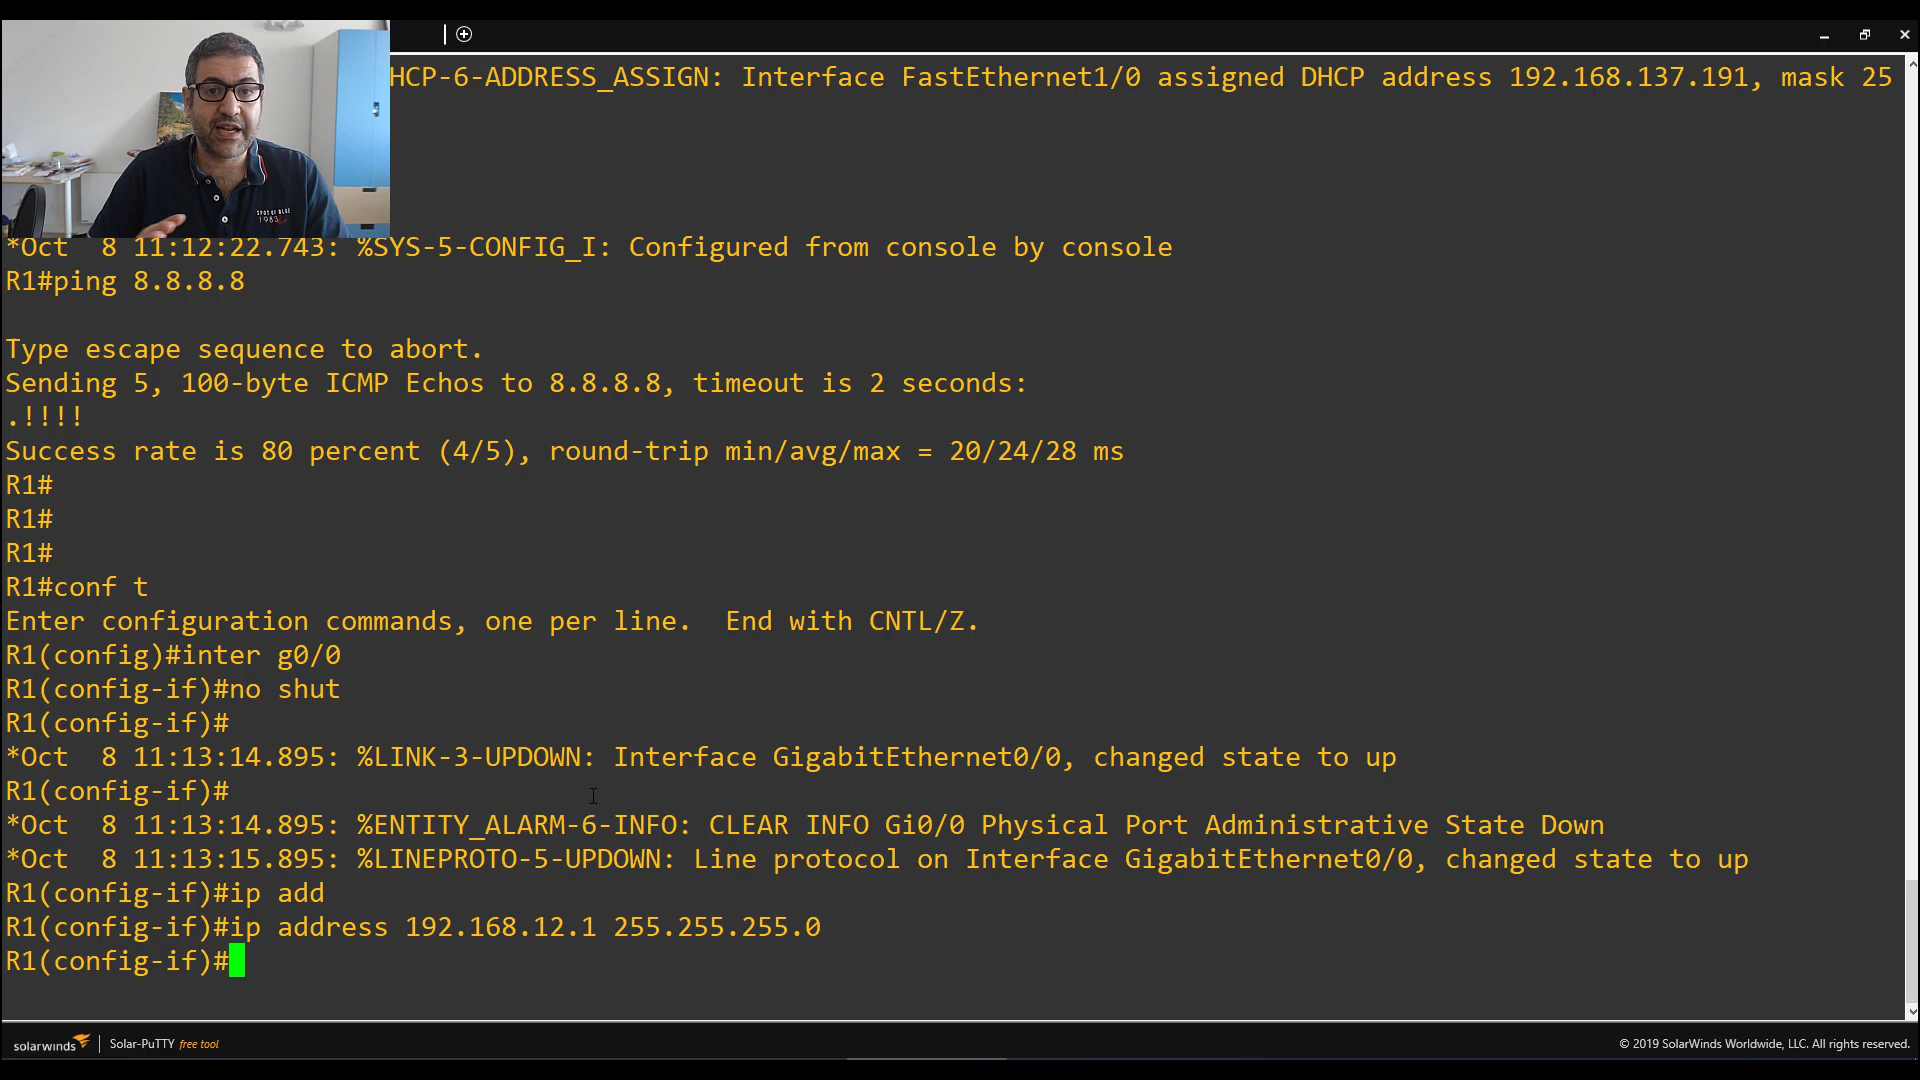 HCP-6-ADDRESS_ASSIGN: Interface FastEthernet1/0 assigned DHCP address 192.168.137.191, mask 25
SPOT OF BLUE
1983
*Oct  8 11:12:22.743: %SYS-5-CONFIG_I: Configured from console by console
R1#ping 8.8.8.8
Type escape sequence to abort.
Sending 5, 100-byte ICMP Echos to 8.8.8.8, timeout is 2 seconds:
.!!!!
Success rate is 80 percent (4/5), round-trip min/avg/max = 20/24/28 ms
R1#
R1#
R1#
R1#conf t
Enter configuration commands, one per line.  End with CNTL/Z.
R1(config)#inter g0/0
R1(config-if)#no shut
R1(config-if)#
*Oct  8 11:13:14.895: %LINK-3-UPDOWN: Interface GigabitEthernet0/0, changed state to up
R1(config-if)#
*Oct  8 11:13:14.895: %ENTITY_ALARM-6-INFO: CLEAR INFO Gi0/0 Physical Port Administrative State Down
*Oct  8 11:13:15.895: %LINEPROTO-5-UPDOWN: Line protocol on Interface GigabitEthernet0/0, changed state to up
R1(config-if)#ip add
R1(config-if)#ip address 192.168.12.1 255.255.255.0
R1(config-if)#
solarwinds | Solar-PuTTY free tool
© 2019 SolarWinds Worldwide, LLC. All rights reserved.